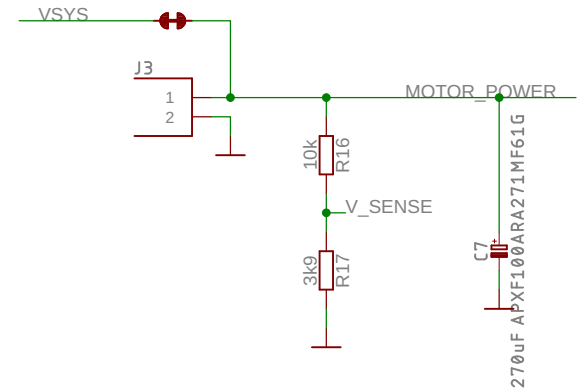 VSYS
J3
1
2
MOTOR_POWER
10k
R16
V_SENSE
3k9
R17
C7
270uF APXF100ARA271MF61G